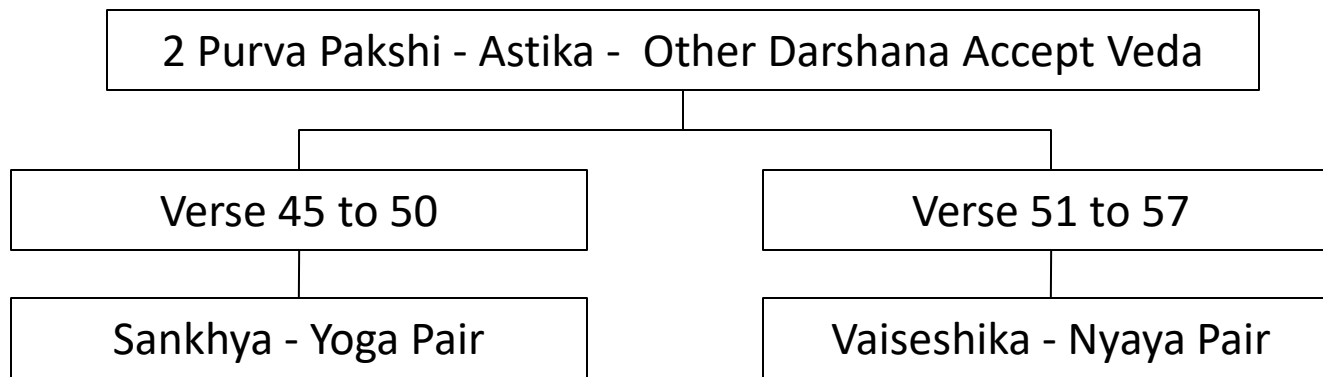 2 Purva Pakshi - Astika - Other Darshana Accept Veda
Verse 45 to 50
Verse 51 to 57
Sankhya - Yoga Pair
Vaiseshika - Nyaya Pair